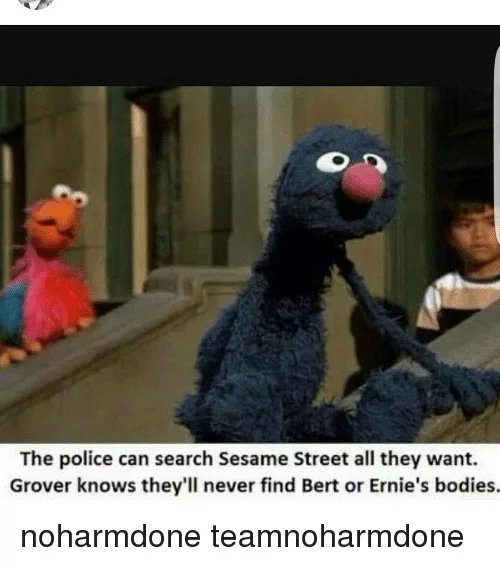 The police can search Sesame Street all they want.
Grover knows they'll never find Bert or Ernie's bodies.
noharmdone teamnoharmdone